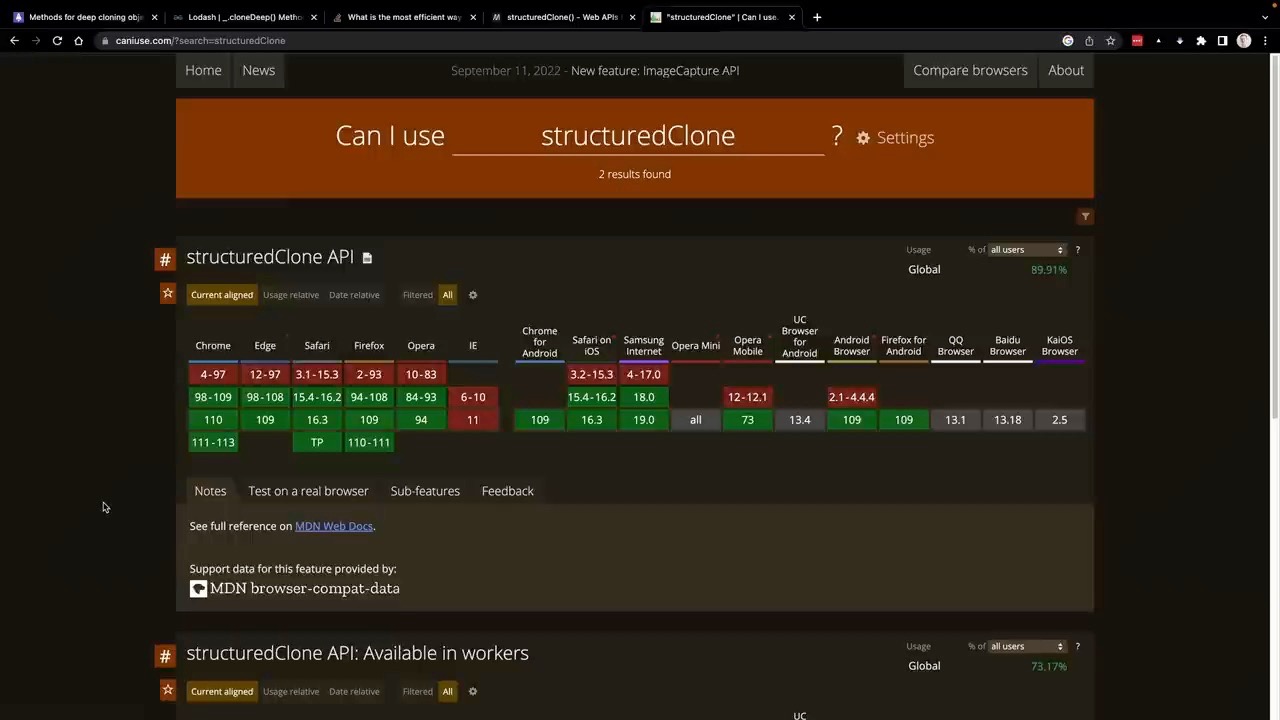 Methods for deep cloning obje
Lodash | _.cloneDeep() Metho
What is the most efficient way
structuredClone() - Web APIs
"structuredClone" | Can I use.
caniuse.com/?search=structuredClone
Home
News
September 11, 2022 - New feature: ImageCapture API
Compare browsers
About
Can I use structuredClone ? Settings
2 results found
# structuredClone API
Usage % of all users ?
Global 89.91%
Current aligned Usage relative Date relative Filtered All
Chrome Edge Safari Firefox Opera IE Chrome for Android Safari on iOS Samsung Internet Opera Mini Opera Mobile UC Browser for Android Android Browser Firefox for Android QQ Browser Baidu Browser KaiOS Browser
4-97 12-97 3.1-15.3 2-93 10-83 3.2-15.3 4-17.0
98-109 98-108 15.4-16.2 94-108 84-93 6-10 15.4-16.2 18.0 12-12.1 2.1-4.4.4
110 109 16.3 109 94 11 109 16.3 19.0 all 73 13.4 109 109 13.1 13.18 2.5
111-113 TP 110-111
Notes Test on a real browser Sub-features Feedback
See full reference on MDN Web Docs.
Support data for this feature provided by:
MDN browser-compat-data
# structuredClone API: Available in workers
Usage % of all users ?
Global 73.17%
Current aligned Usage relative Date relative Filtered All
UC